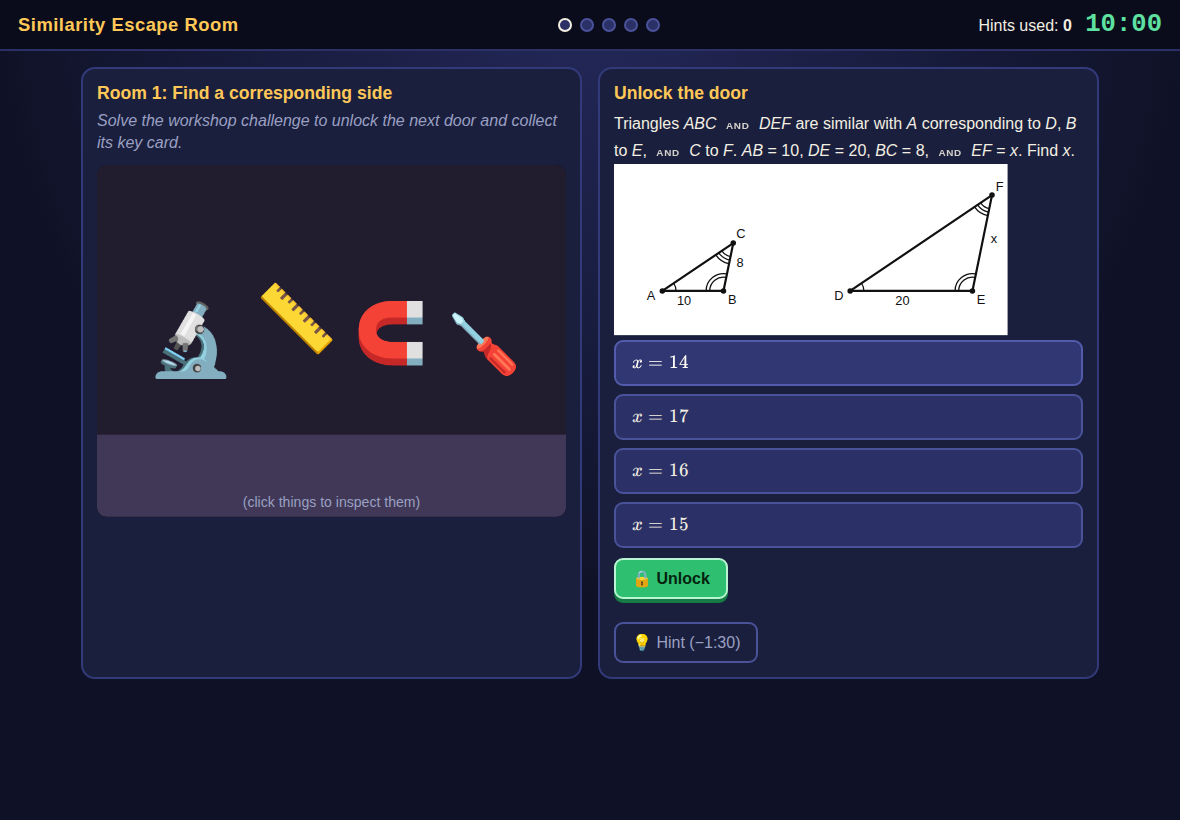 Similarity Escape Room
Hints used: 0 10:00
Room 1: Find a corresponding side
Solve the workshop challenge to unlock the next door and collect
its key card.
(click things to inspect them)
Unlock the door
Triangles ABC AND DEF are similar with A corresponding to D, B
to E, AND C to F. AB = 10, DE = 20, BC = 8, AND EF = x. Find x.
F
C
x
8
A
10
B
D
20
E
x = 14
x = 17
x = 16
x = 15
🔒 Unlock
💡 Hint (−1:30)